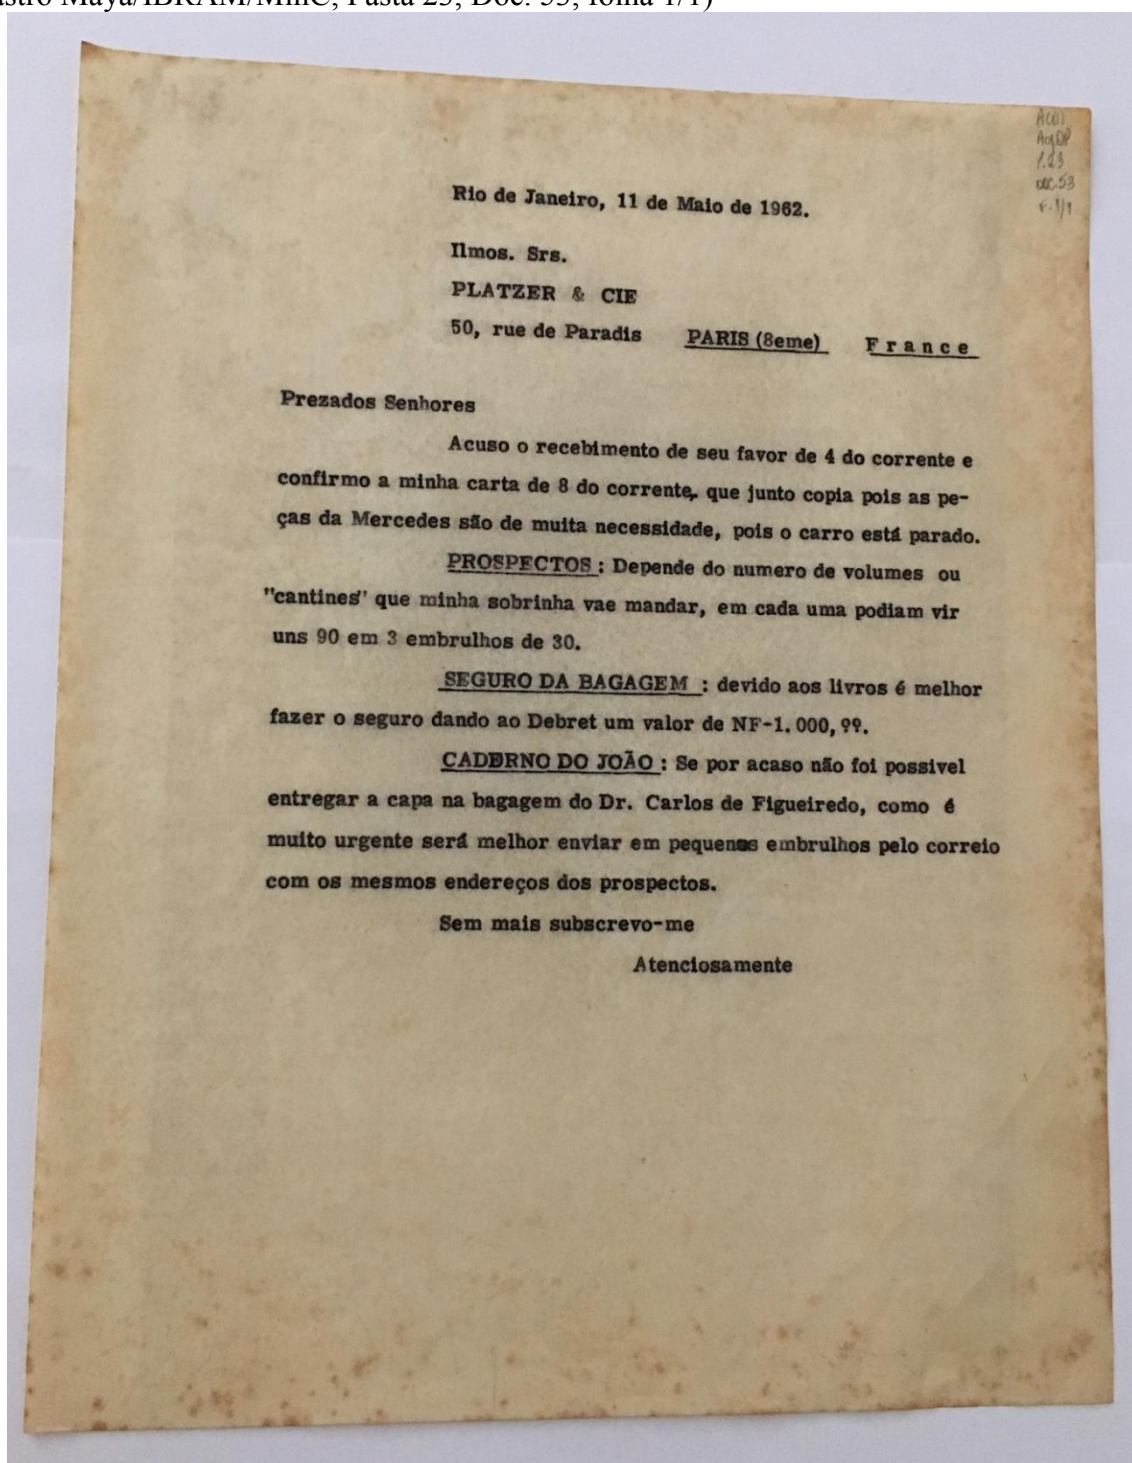 Castro Maya/IBRAM/MinC, Pasta 23, Doc. 53, folha 1/1)
1.23
DOC.53
F.1/1
Rio de Janeiro, 11 de Maio de 1962.
Ilmos. Srs.
PLATZER & CIE
50, rue de Paradis PARIS (8eme) France
Prezados Senhores
Acuso o recebimento de seu favor de 4 do corrente e
confirmo a minha carta de 8 do corrente, que junto copia pois as pe-
ças da Mercedes são de muita necessidade, pois o carro está parado.
PROSPECTOS : Depende do numero de volumes ou
"cantines" que minha sobrinha vae mandar, em cada uma podiam vir
uns 90 em 3 embrulhos de 30.
SEGURO DA BAGAGEM : devido aos livros é melhor
fazer o seguro dando ao Debret um valor de NF-1.000,??.
CADERNO DO JOÃO : Se por acaso não foi possivel
entregar a capa na bagagem do Dr. Carlos de Figueiredo, como é
muito urgente será melhor enviar em pequenos embrulhos pelo correio
com os mesmos endereços dos prospectos.
Sem mais subscrevo-me
Atenciosamente